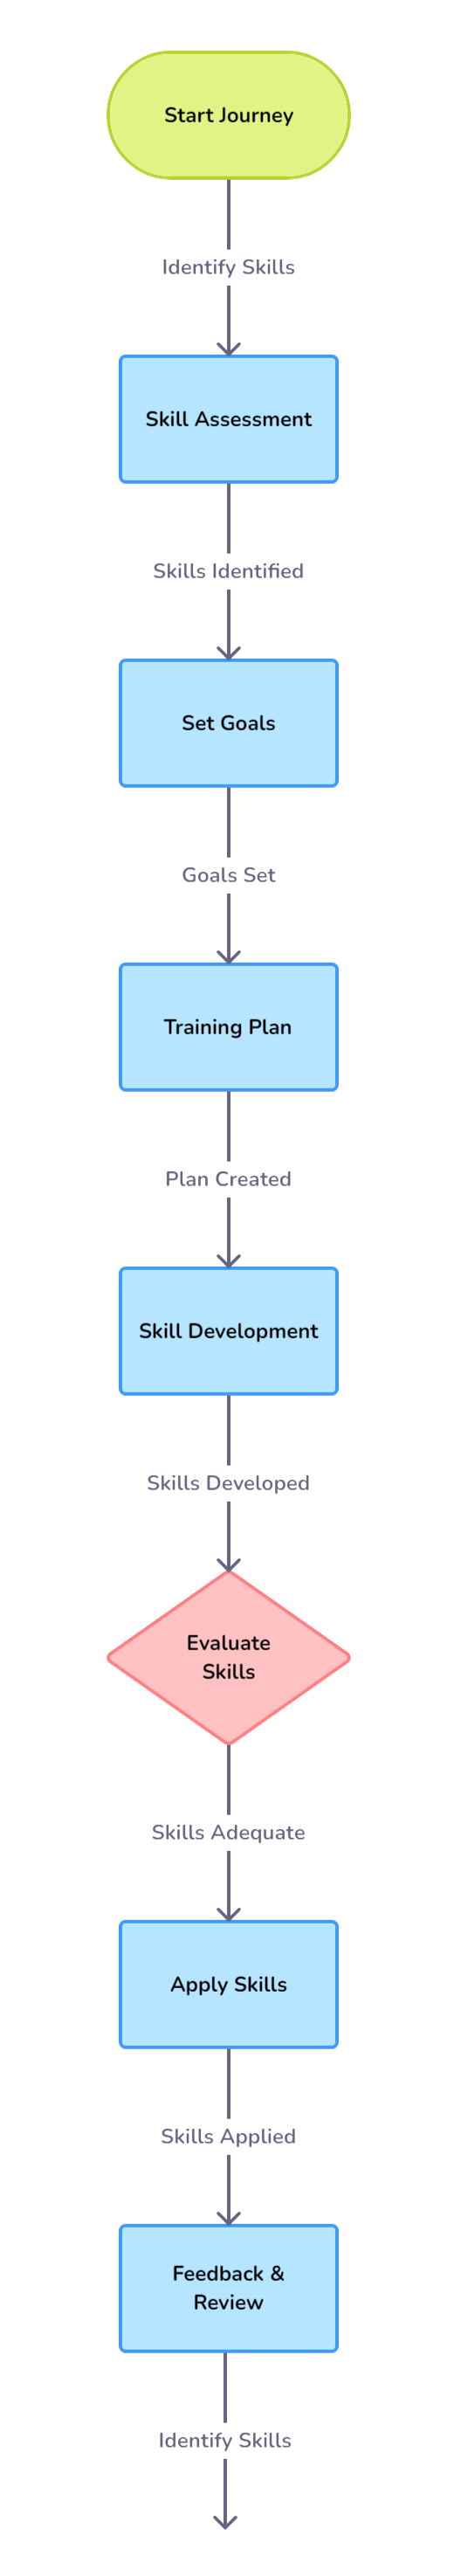 Start Journey
Identify Skills
Skill Assessment
Skills Identified
Set Goals
Goals Set
Training Plan
Plan Created
Skill Development
Skills Developed
Evaluate
Skills
Skills Adequate
Apply Skills
Skills Applied
Feedback &
Review
Identify Skills